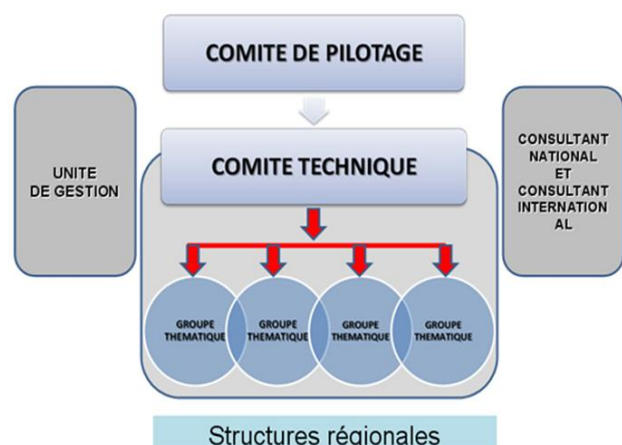 COMITE DE PILOTAGE
UNITE
DE GESTION
COMITE TECHNIQUE
CONSULTANT
NATIONAL
ET
CONSULTANT
INTERNATION
AL
GROUPE
THEMATIQUE
GROUPE
THEMATIQUE
GROUPE
THEMATIQUE
GROUPE
THEMATIQUE
Structures régionales